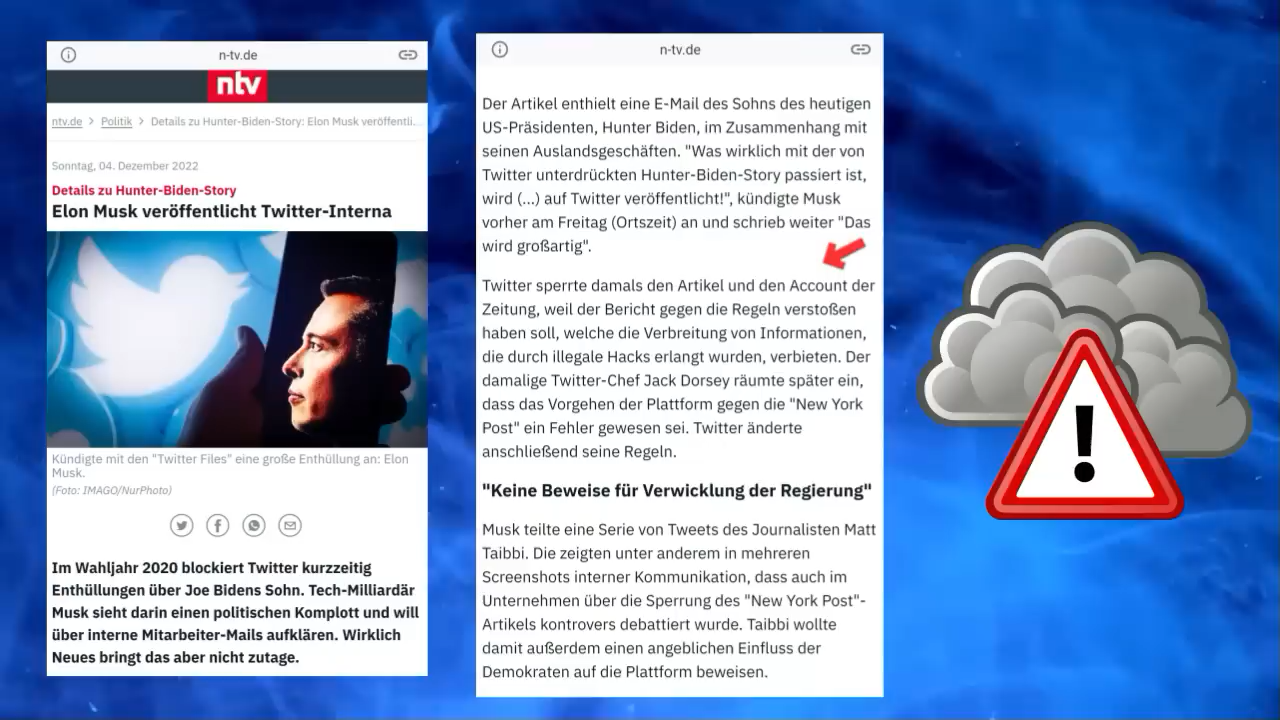 n-tv.de
ntv
ntv.de > Politik > Details zu Hunter-Biden-Story: Elon Musk veröffentli...
Sonntag, 04. Dezember 2022
Details zu Hunter-Biden-Story
Elon Musk veröffentlicht Twitter-Interna
Kündigte mit den "Twitter Files" eine große Enthüllung an: Elon
Musk.
(Foto: IMAGO/NurPhoto)
Im Wahljahr 2020 blockiert Twitter kurzzeitig
Enthüllungen über Joe Bidens Sohn. Tech-Milliardär
Musk sieht darin einen politischen Komplott und will
über interne Mitarbeiter-Mails aufklären. Wirklich
Neues bringt das aber nicht zutage.
n-tv.de
Der Artikel enthielt eine E-Mail des Sohns des heutigen
US-Präsidenten, Hunter Biden, im Zusammenhang mit
seinen Auslandsgeschäften. "Was wirklich mit der von
Twitter unterdrückten Hunter-Biden-Story passiert ist,
wird (...) auf Twitter veröffentlicht!", kündigte Musk
vorher am Freitag (Ortszeit) an und schrieb weiter "Das
wird großartig".
Twitter sperrte damals den Artikel und den Account der
Zeitung, weil der Bericht gegen die Regeln verstoßen
haben soll, welche die Verbreitung von Informationen,
die durch illegale Hacks erlangt wurden, verbieten. Der
damalige Twitter-Chef Jack Dorsey räumte später ein,
dass das Vorgehen der Plattform gegen die "New York
Post" ein Fehler gewesen sei. Twitter änderte
anschließend seine Regeln.
"Keine Beweise für Verwicklung der Regierung"
Musk teilte eine Serie von Tweets des Journalisten Matt
Taibbi. Die zeigten unter anderem in mehreren
Screenshots interner Kommunikation, dass auch im
Unternehmen über die Sperrung des "New York Post"-
Artikels kontrovers debattiert wurde. Taibbi wollte
damit außerdem einen angeblichen Einfluss der
Demokraten auf die Plattform beweisen.
!